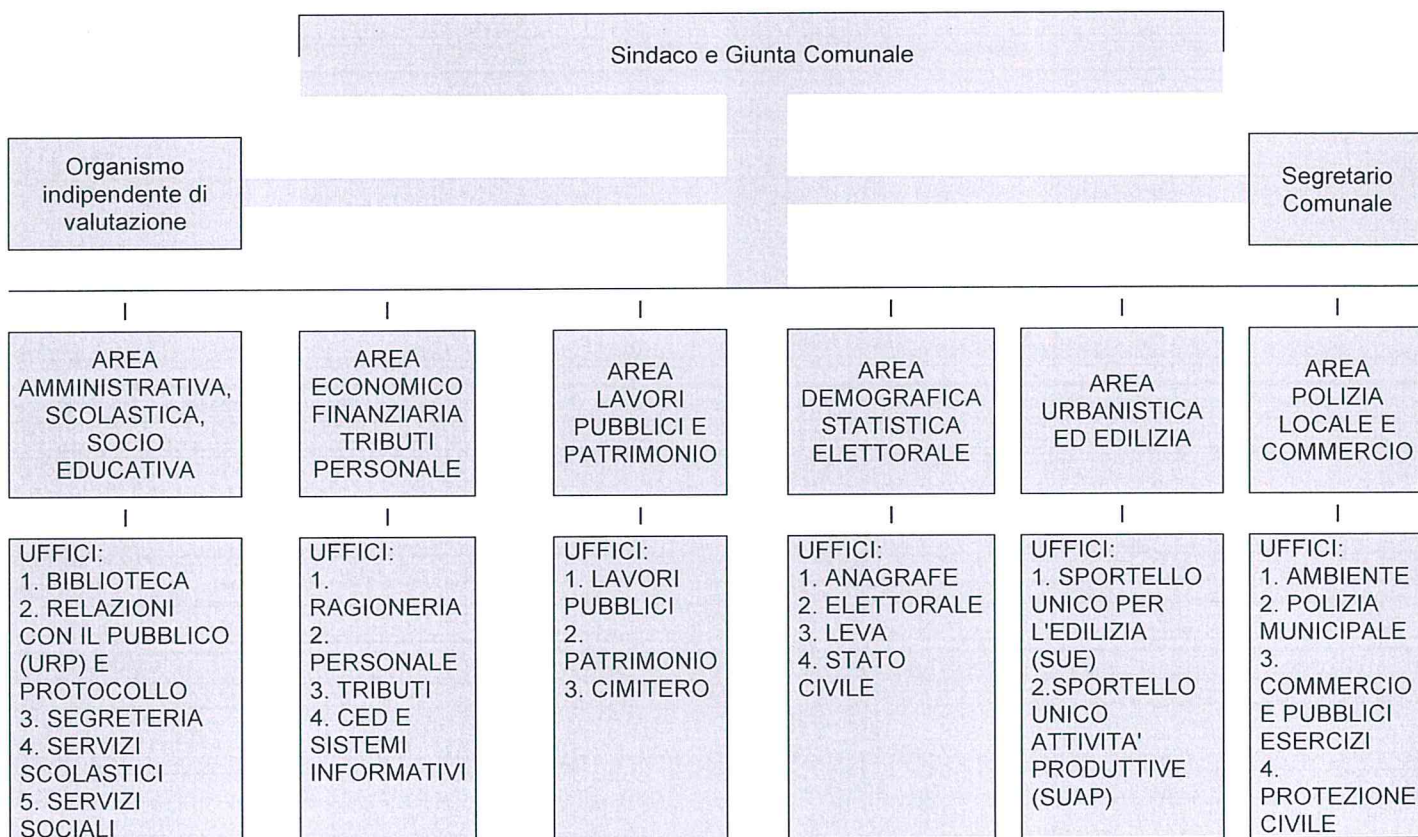 Sindaco e Giunta Comunale
Organismo
indipendente di
valutazione
Segretario
Comunale
AREA
AMMINISTRATIVA,
SCOLASTICA,
SOCIO
EDUCATIVA
AREA
ECONOMICO
FINANZIARIA
TRIBUTI
PERSONALE
AREA
LAVORI
PUBBLICI E
PATRIMONIO
AREA
DEMOGRAFICA
STATISTICA
ELETTORALE
AREA
URBANISTICA
ED EDILIZIA
AREA
POLIZIA
LOCALE E
COMMERCIO
UFFICI:
1. BIBLIOTECA
2. RELAZIONI
CON IL PUBBLICO
(URP) E
PROTOCOLLO
3. SEGRETERIA
4. SERVIZI
SCOLASTICI
5. SERVIZI
SOCIALI
UFFICI:
1.
RAGIONERIA
2.
PERSONALE
3. TRIBUTI
4. CED E
SISTEMI
INFORMATIVI
UFFICI:
1. LAVORI
PUBBLICI
2.
PATRIMONIO
3. CIMITERO
UFFICI:
1. ANAGRAFE
2. ELETTORALE
3. LEVA
4. STATO
CIVILE
UFFICI:
1. SPORTELLO
UNICO PER
L'EDILIZIA
(SUE)
2.SPORTELLO
UNICO
ATTIVITA'
PRODUTTIVE
(SUAP)
UFFICI:
1. AMBIENTE
2. POLIZIA
MUNICIPALE
3.
COMMERCIO
E PUBBLICI
ESERCIZI
4.
PROTEZIONE
CIVILE